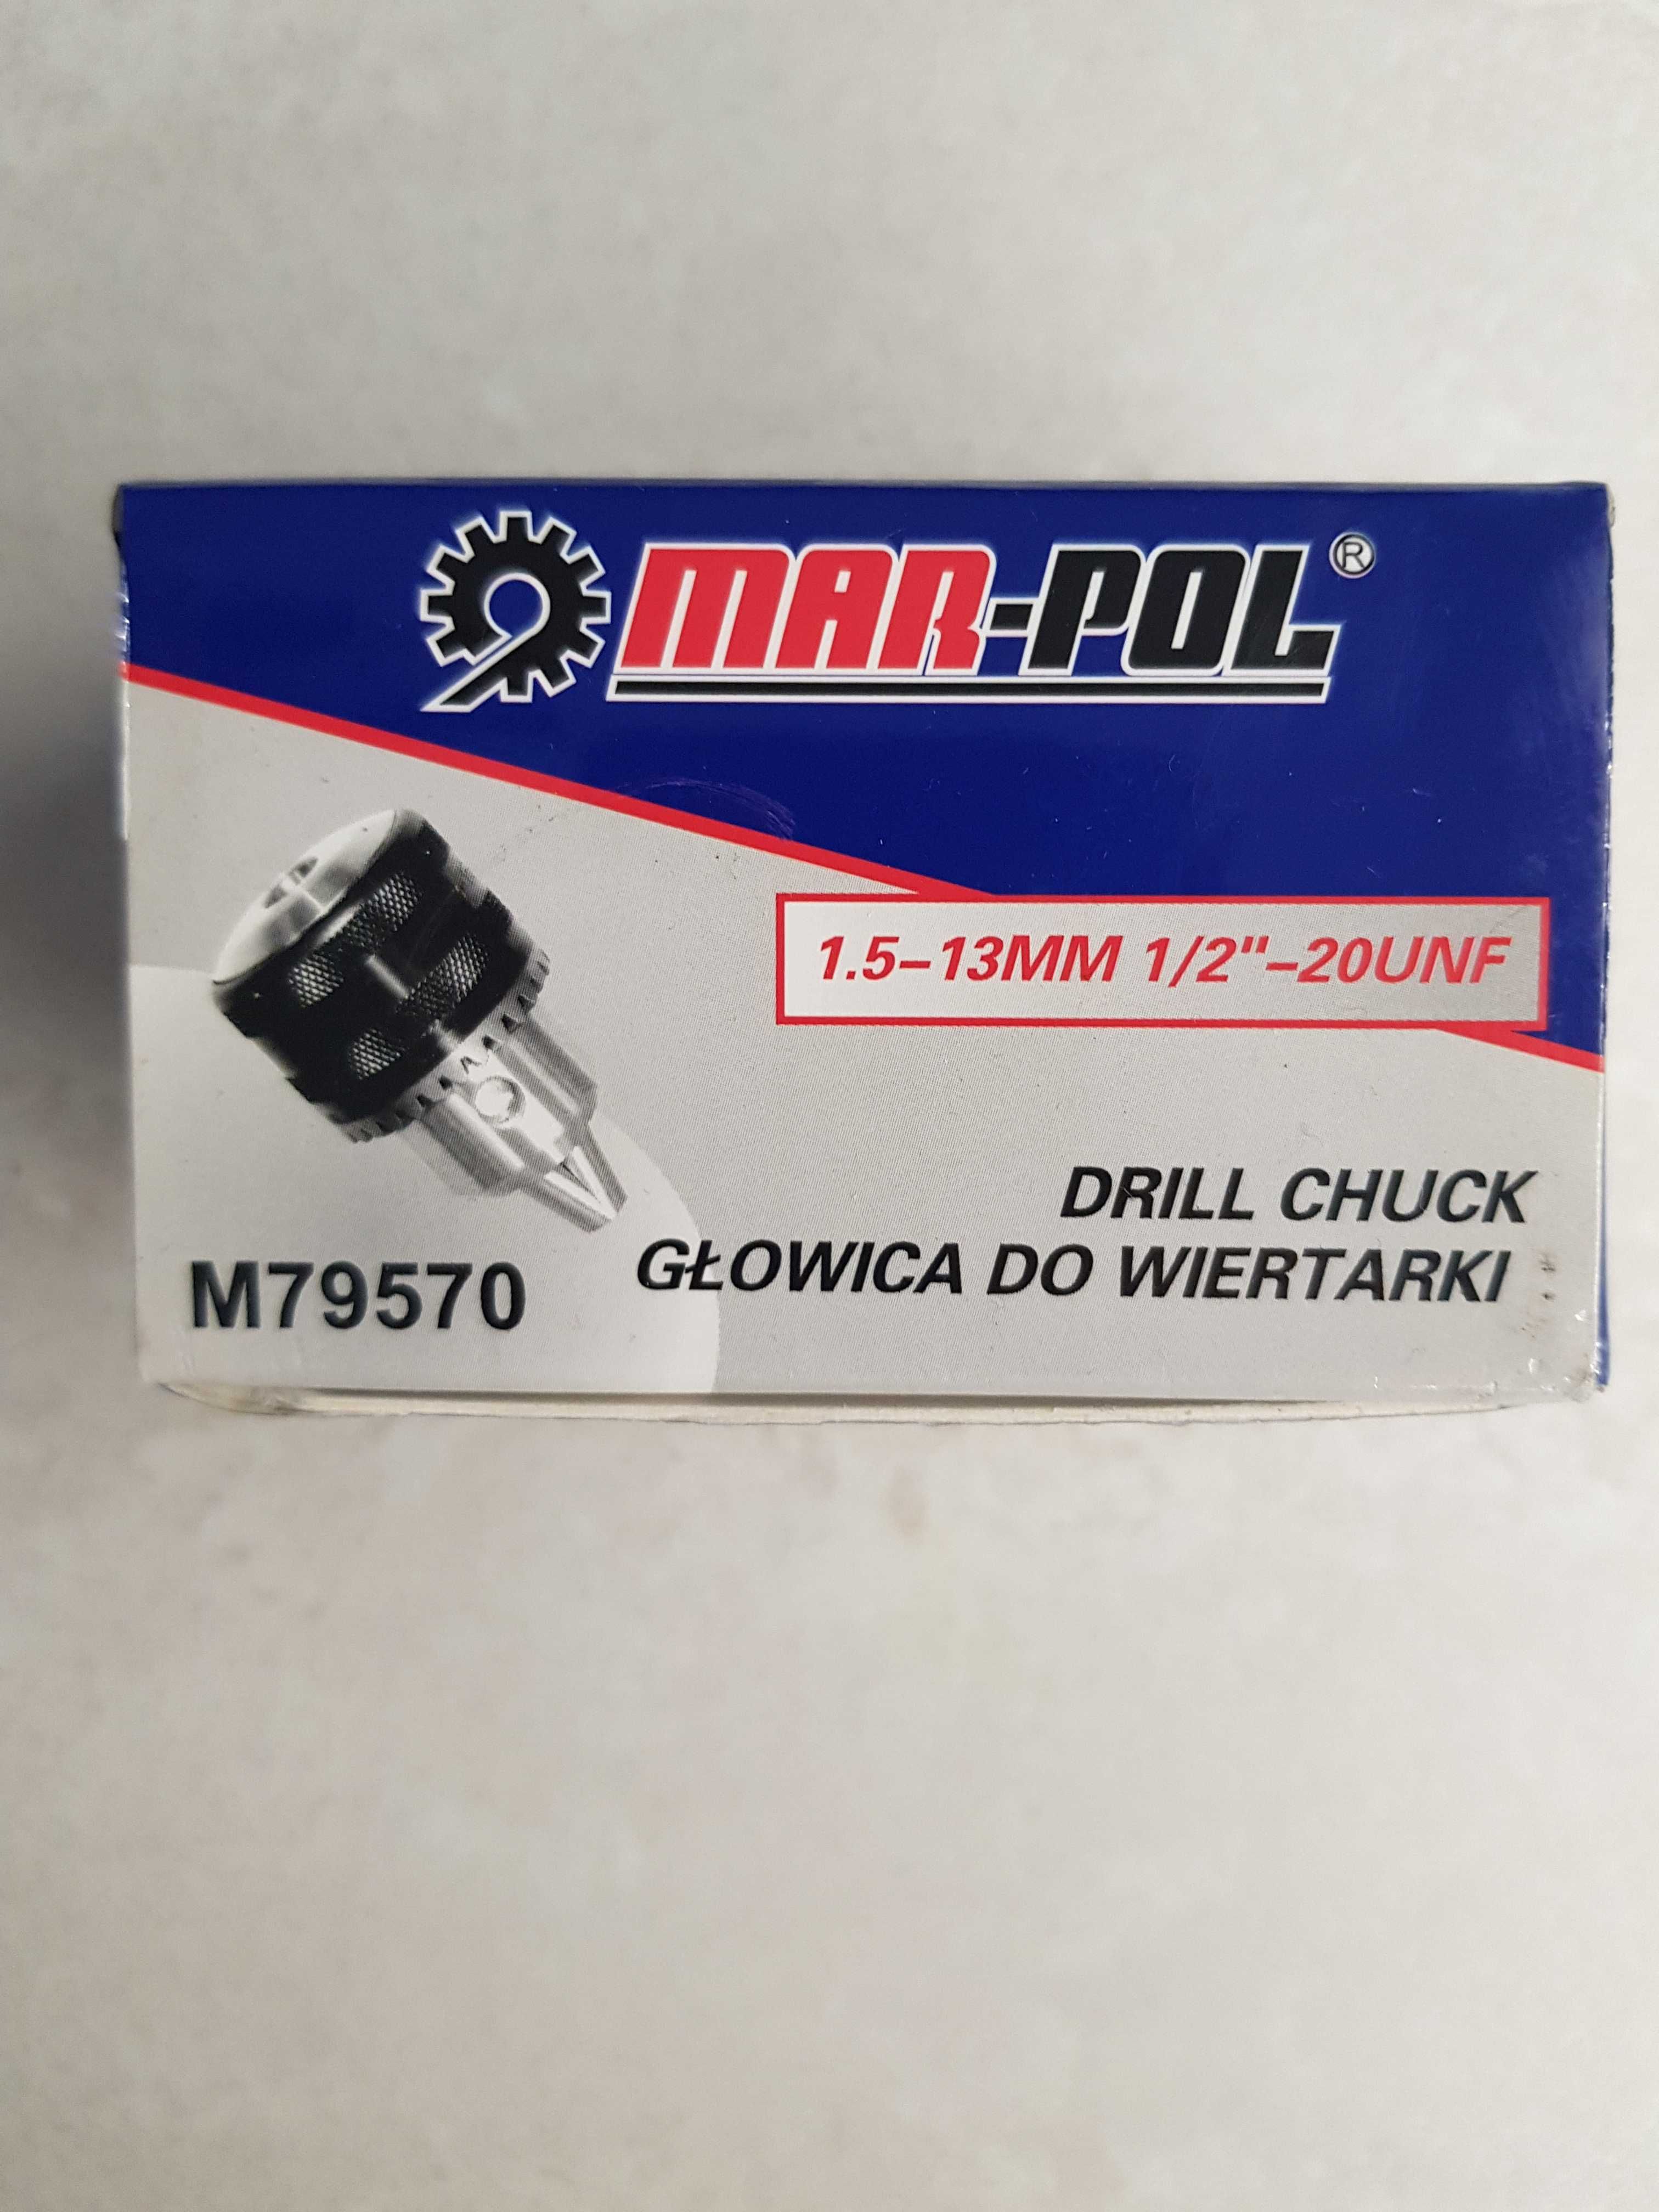 MAR-POL®
1.5-13MM 1/2"-20UNF
DRILL CHUCK
GŁOWICA DO WIERTARKI
M79570